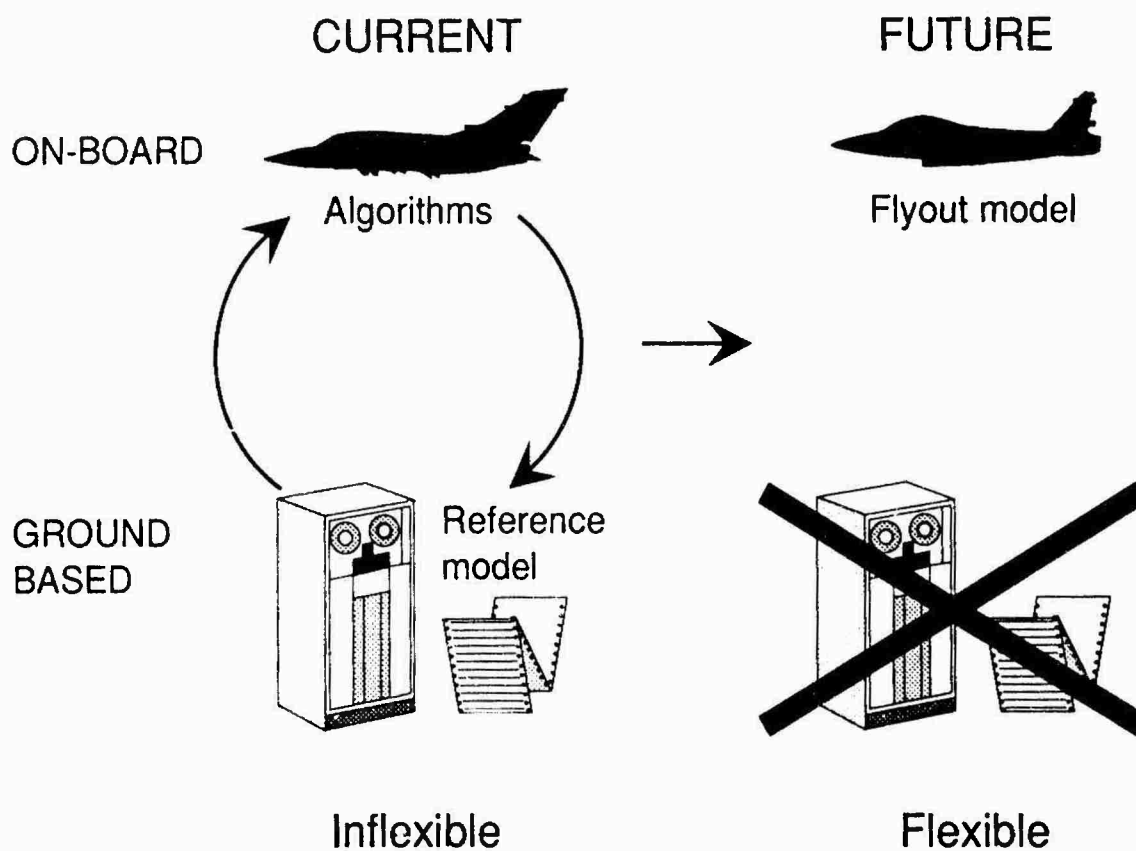 CURRENT
FUTURE
ON-BOARD
Algorithms
Flyout model
GROUND
BASED
Reference
model
Inflexible
Flexible